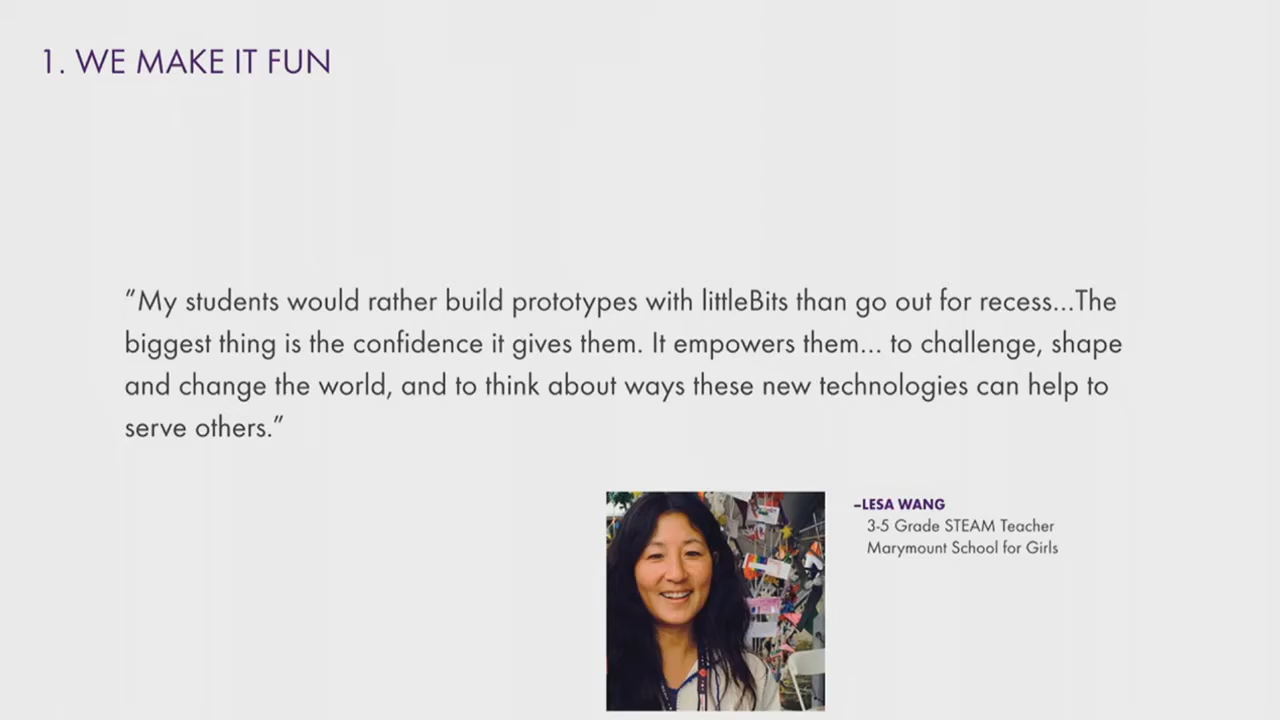 1. WE MAKE IT FUN
“My students would rather build prototypes with littleBits than go out for recess...The
biggest thing is the confidence it gives them. It empowers them... to challenge, shape
and change the world, and to think about ways these new technologies can help to
serve others.”
–LESA WANG
3-5 Grade STEAM Teacher
Marymount School for Girls